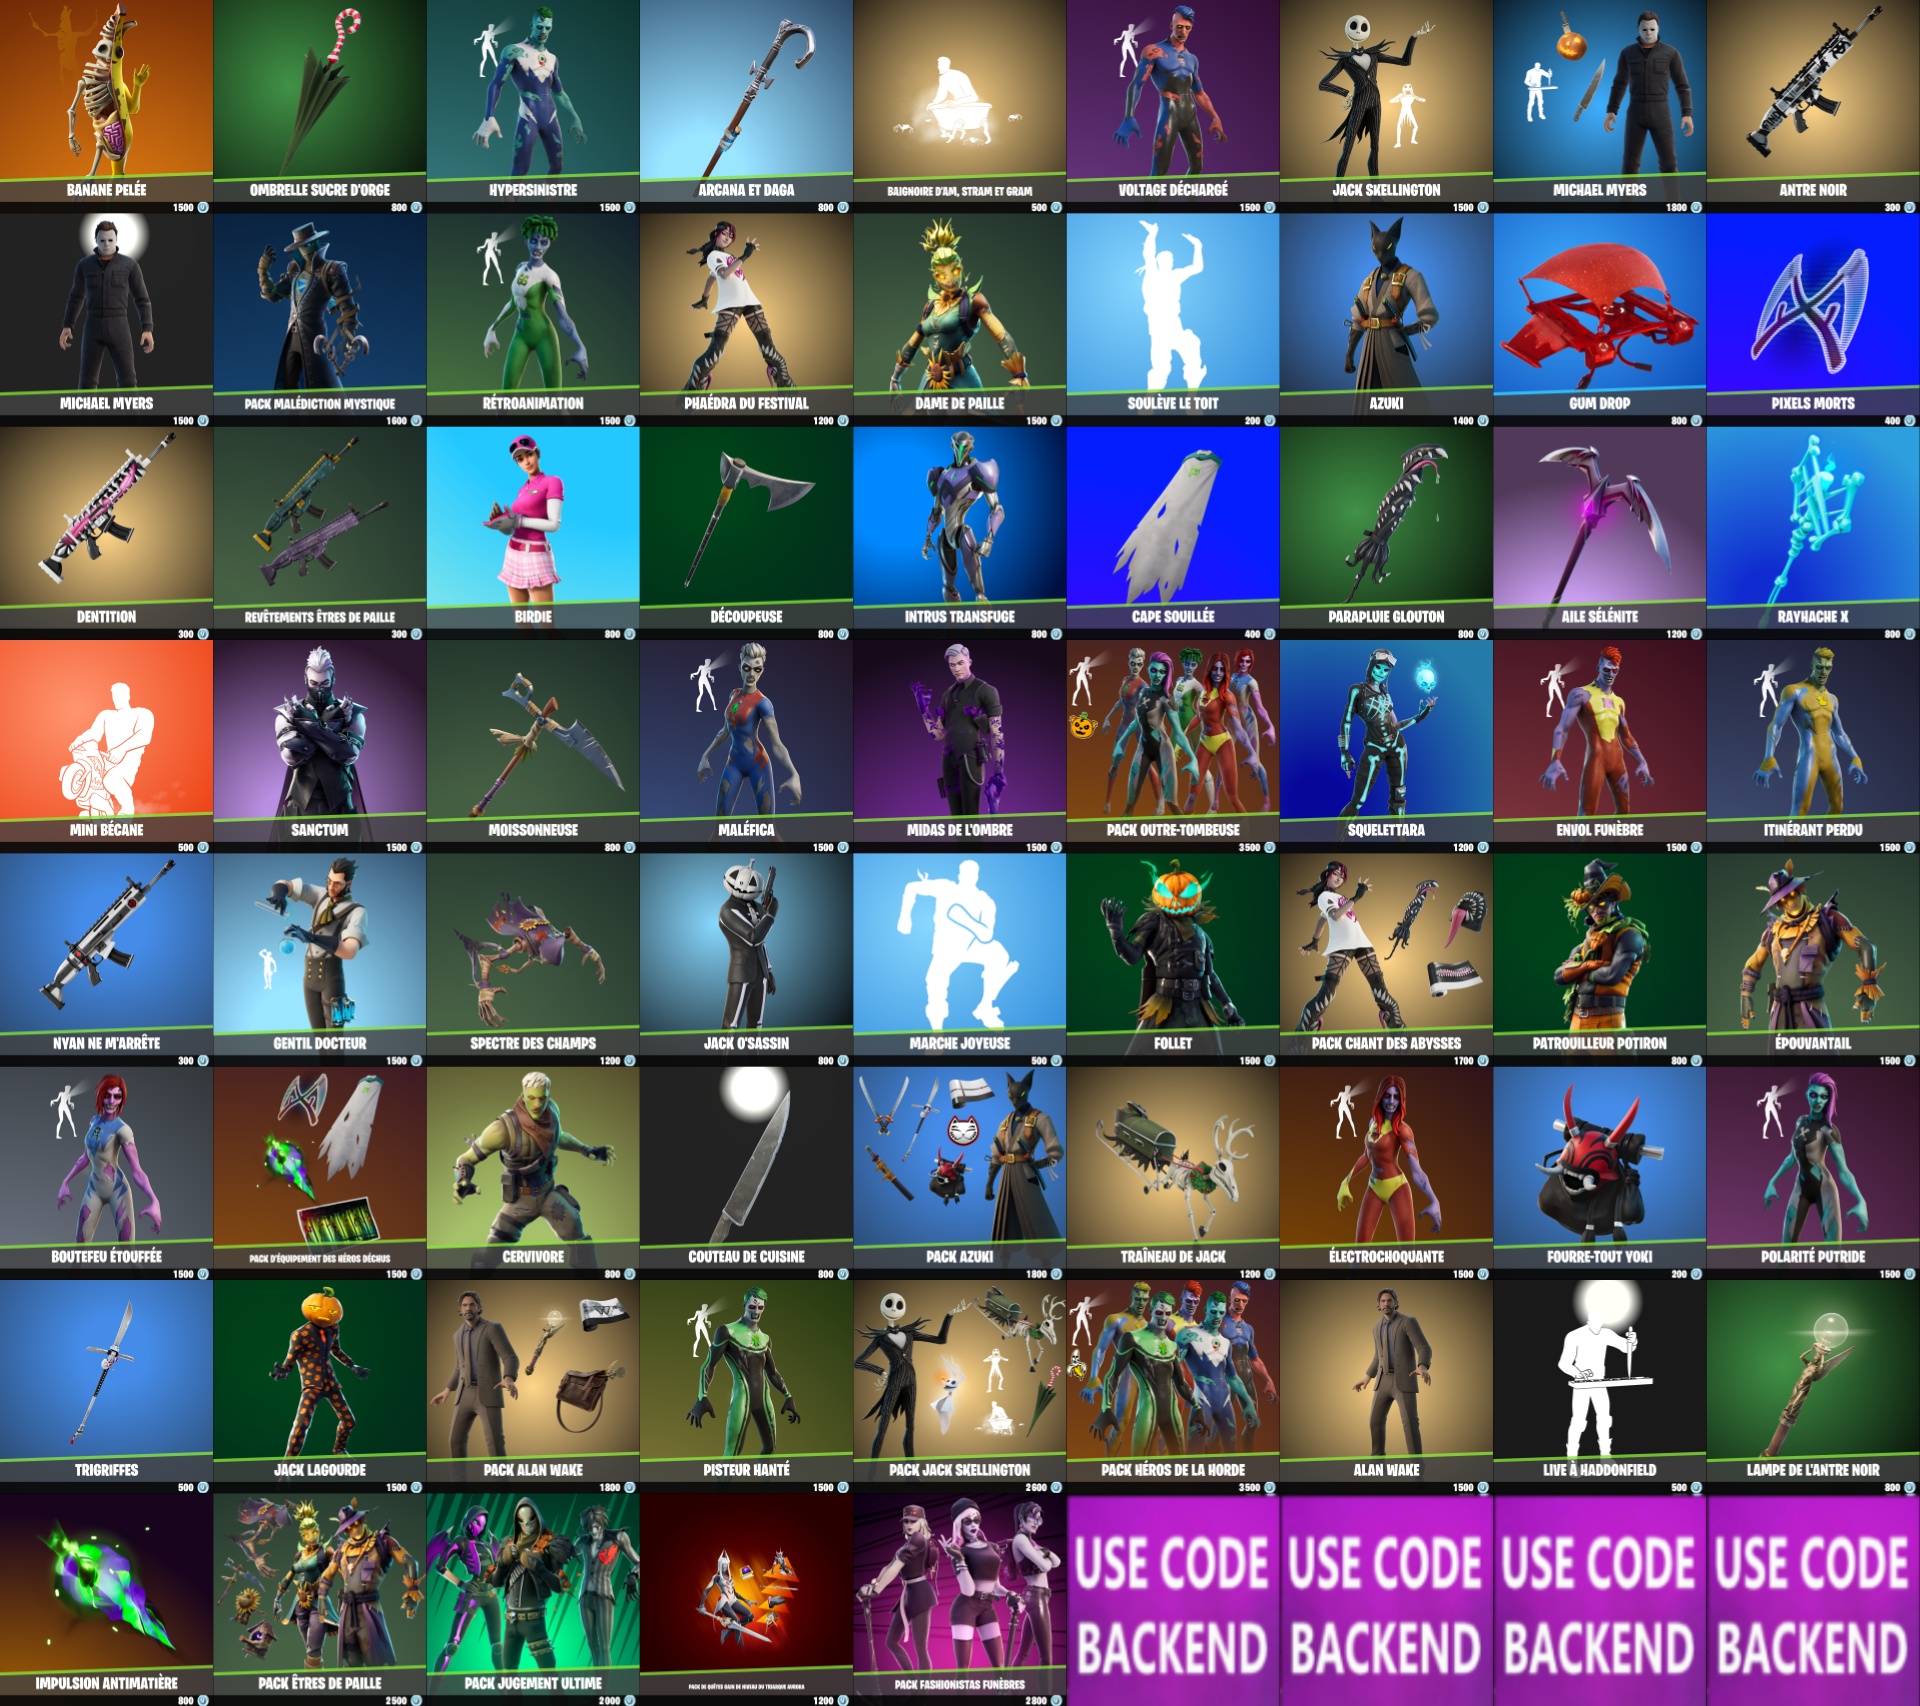 BANANE PELÉE
1500
OMBRELLE SUCRE D'ORGE
800
HYPERSINISTRE
1500
ARCANA ET DAGA
800
BAIGNOIRE D'AM, STRAM ET GRAM
500
VOLTAGE DÉCHARGÉ
1500
JACK SKELLINGTON
1500
MICHAEL MYERS
1800
ANTRE NOIR
300
MICHAEL MYERS
1500
PACK MALÉDICTION MYSTIQUE
1600
RÉTROANIMATION
1500
PHAÉDRA DU FESTIVAL
1200
DAME DE PAILLE
1500
SOULÈVE LE TOIT
200
AZUKI
1400
GUM DROP
800
PIXELS MORTS
400
DENTITION
300
REVÊTEMENTS ÊTRES DE PAILLE
300
BIRDIE
800
DÉCOUPEUSE
800
INTRUS TRANSFUGE
800
CAPE SOUILLÉE
400
PARAPLUIE GLOUTON
800
AILE SÉLÉNITE
1200
RAYHACHE X
800
MINI BÉCANE
500
SANCTUM
1500
MOISSONNEUSE
800
MALÉFICA
1500
MIDAS DE L'OMBRE
1500
PACK OUTRE-TOMBEUSE
3500
SQUELETTARA
1200
ENVOL FUNÈBRE
1500
ITINÉRANT PERDU
1500
NYAN NE M'ARRÊTE
300
GENTIL DOCTEUR
1500
SPECTRE DES CHAMPS
1200
JACK O'SASSIN
800
MARCHE JOYEUSE
500
FOLLET
1500
PACK CHANT DES ABYSSES
1700
PATROUILLEUR POTIRON
800
ÉPOUVANTAIL
1500
BOUTEFEU ÉTOUFFÉE
1500
PACK D'ÉQUIPEMENT DES HÉROS DÉCHUS
1500
CERVIVORE
800
COUTEAU DE CUISINE
800
PACK AZUKI
1800
TRAÎNEAU DE JACK
1200
ÉLECTROCHOQUANTE
1500
FOURRE-TOUT YOKI
200
POLARITÉ PUTRIDE
1500
TRIGRIFFES
500
JACK LAGOURDE
1500
PACK ALAN WAKE
1800
PISTEUR HANTÉ
1500
PACK JACK SKELLINGTON
2600
PACK HÉROS DE LA HORDE
3500
ALAN WAKE
1500
LIVE À HADDONFIELD
500
LAMPE DE L'ANTRE NOIR
800
IMPULSION ANTIMATIÈRE
800
PACK ÊTRES DE PAILLE
2500
PACK JUGEMENT ULTIME
2000
PACK DE QUÊTES GAIN DE NIVEAU DU TRIARQUE AURORA
1200
PACK FASHIONISTAS FUNÈBRES
2800
USE CODE
BACKEND
USE CODE
BACKEND
USE CODE
BACKEND
USE CODE
BACKEND